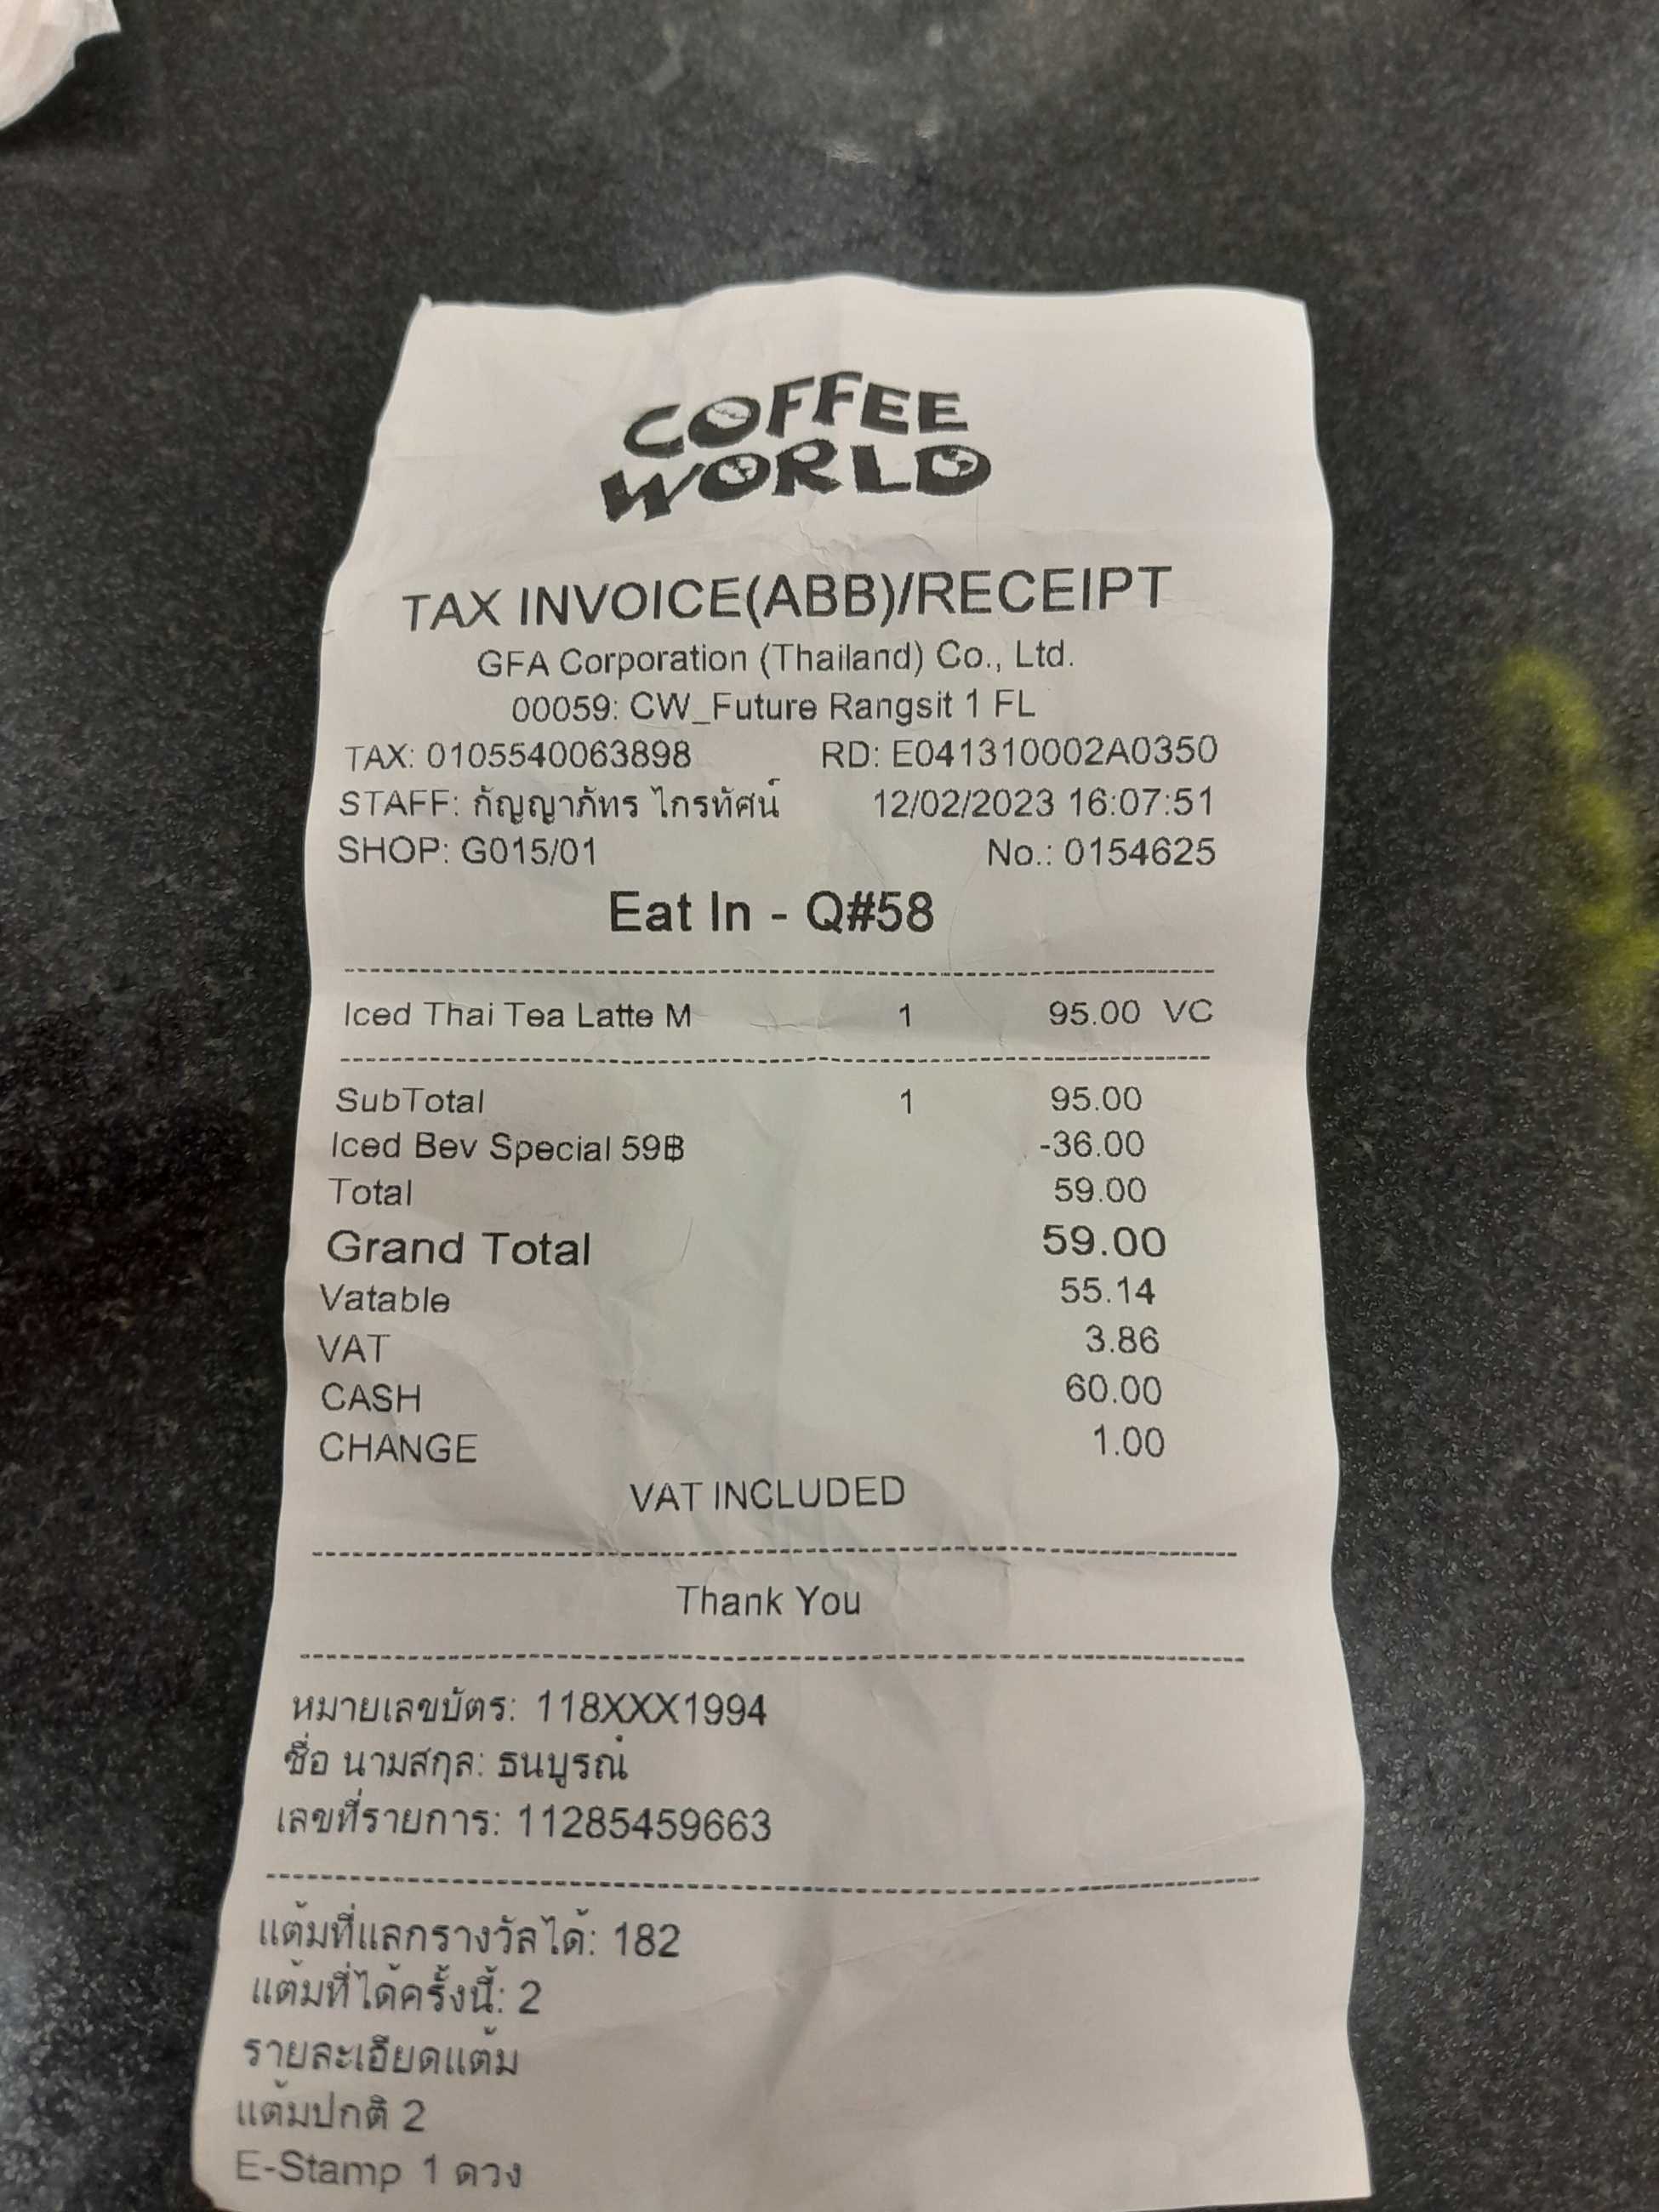 COFFEE
WORLD
TAX INVOICE(ABB)/RECEIPT
GFA Corporation (Thailand) Co., Ltd.
00059: CW_Future Rangsit 1 FL
TAX: 0105540063898 RD: E041310002A0350
STAFF: กัญญาภัทร ไกรทัศน์ 12/02/2023 16:07:51
SHOP: G015/01 No.: 0154625
Eat In - Q#58
Iced Thai Tea Latte M 1 95.00 VC
SubTotal 1 95.00
Iced Bev Special 59฿ -36.00
Total 59.00
Grand Total 59.00
Vatable 55.14
VAT 3.86
CASH 60.00
CHANGE 1.00
VAT INCLUDED
Thank You
หมายเลขบัตร: 118XXX1994
ชื่อ นามสกุล: ธนบูรณ์
เลขที่รายการ: 11285459663
แต้มที่แลกรางวัลได้: 182
แต้มที่ได้ครั้งนี้: 2
รายละเอียดแต้ม
แต้มปกติ 2
E-Stamp 1 ดวง